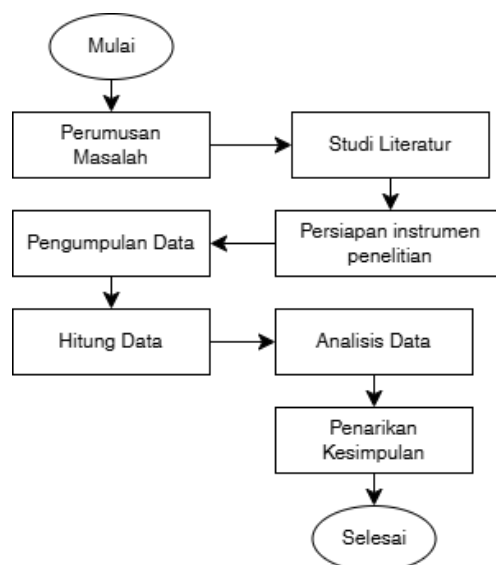 Mulai
Perumusan
Masalah
Studi Literatur
Persiapan instrumen
penelitian
Pengumpulan Data
Hitung Data
Analisis Data
Penarikan
Kesimpulan
Selesai